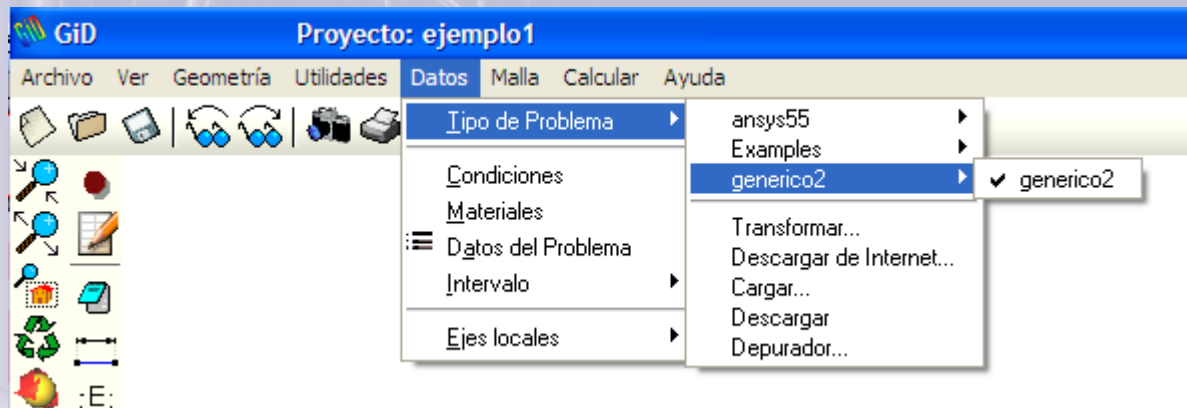 GiD Proyecto: ejemplo1
Archivo Ver Geometría Utilidades Datos Malla Calcular Ayuda
Tipo de Problema
Condiciones
Materiales
Datos del Problema
Intervalo
Ejes locales
ansys55
Examples
generico2
Transformar...
Descargar de Internet...
Cargar...
Descargar
Depurador...
generico2
:E: